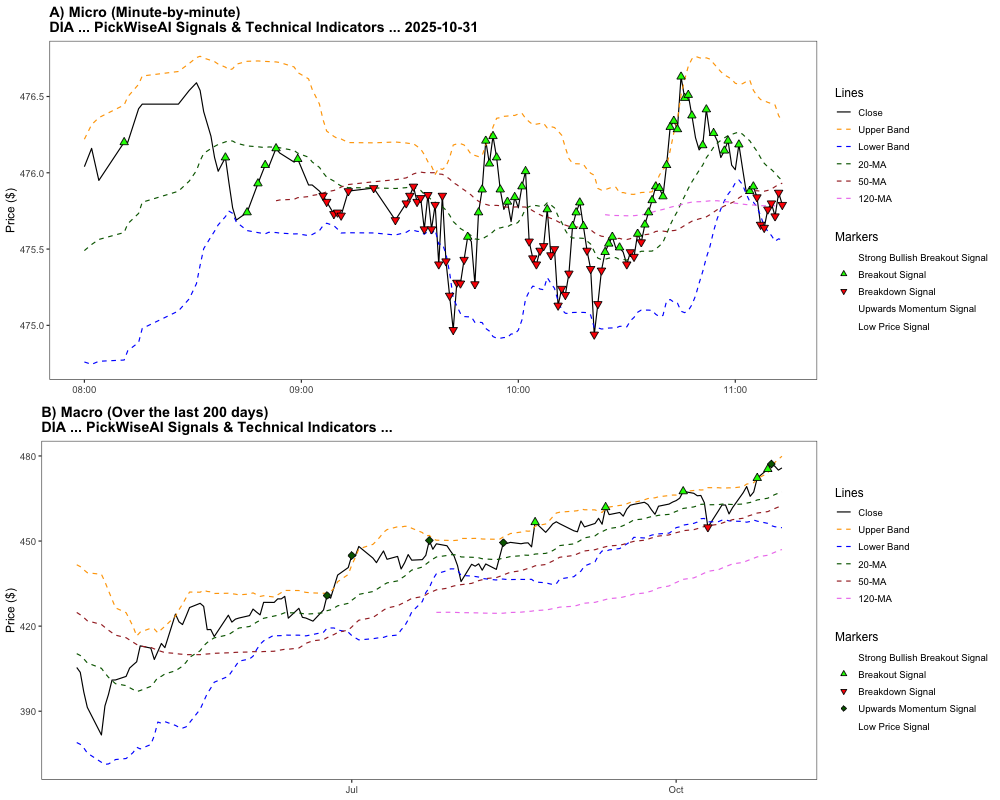 A) Micro (Minute-by-minute)
DIA ... PickWiseAI Signals & Technical Indicators ... 2025-10-31
Price ($)
476.5
476.0
475.5
475.0
08:00
09:00
10:00
11:00
Lines
Close
Upper Band
Lower Band
20-MA
50-MA
120-MA
Markers
Strong Bullish Breakout Signal
Breakout Signal
Breakdown Signal
Upwards Momentum Signal
Low Price Signal
B) Macro (Over the last 200 days)
DIA ... PickWiseAI Signals & Technical Indicators ...
Price ($)
480
450
420
390
Jul
Oct
Lines
Close
Upper Band
Lower Band
20-MA
50-MA
120-MA
Markers
Strong Bullish Breakout Signal
Breakout Signal
Breakdown Signal
Upwards Momentum Signal
Low Price Signal